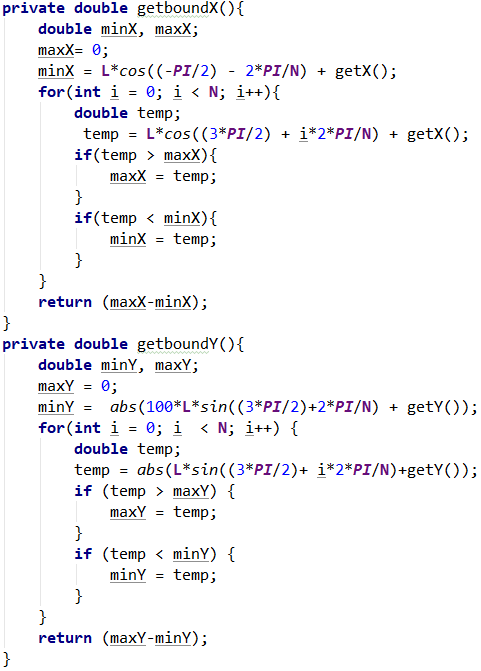 private double getboundX(){
    double minX, maxX;
    maxX= 0;
    minX = L*cos((-PI/2) - 2*PI/N) + getX();
    for(int i = 0; i < N; i++){
        double temp;
         temp = L*cos((3*PI/2) + i*2*PI/N) + getX();
        if(temp > maxX){
            maxX = temp;
        }
        if(temp < minX){
            minX = temp;
        }
    }
    return (maxX-minX);
}
private double getboundY(){
    double minY, maxY;
    maxY = 0;
    minY =  abs(100*L*sin((3*PI/2)+2*PI/N) + getY());
    for(int i = 0; i  < N; i++) {
        double temp;
        temp = abs(L*sin((3*PI/2)+ i*2*PI/N)+getY());
        if (temp > maxY) {
            maxY = temp;
        }
        if (temp < minY) {
            minY = temp;
        }
    }
    return (maxY-minY);
}